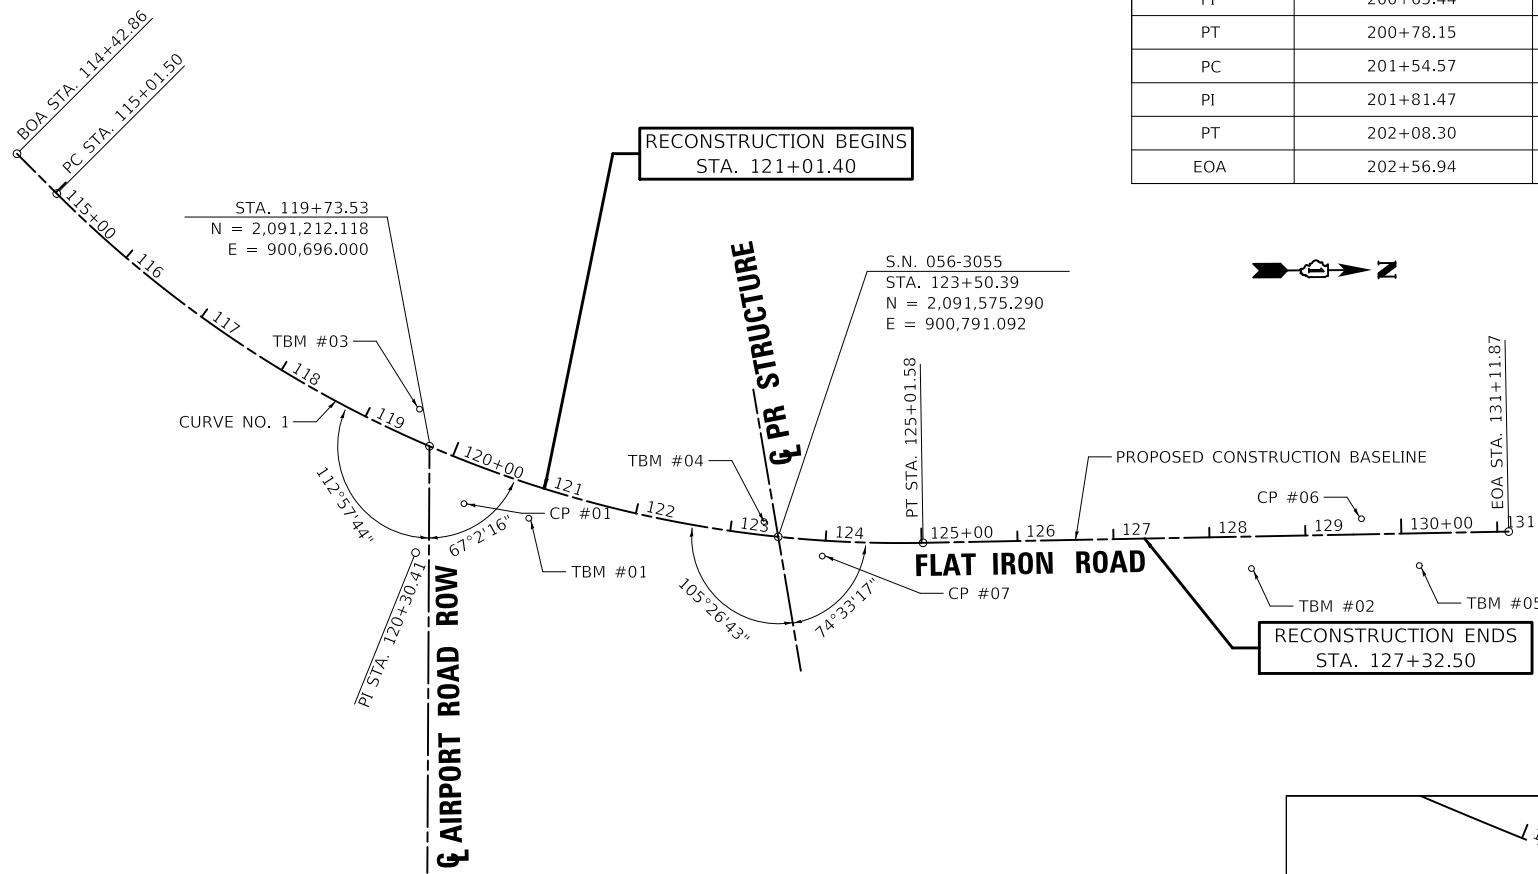 BOA STA. 114+42.86
PC STA. 115+01.50
PI
PT 200+78.15
PC 201+54.57
PI 201+81.47
PT 202+08.30
EOA 202+56.94
RECONSTRUCTION BEGINS
STA. 121+01.40
STA. 119+73.53
N = 2,091,212.118
E = 900,696.000
S.N. 056-3055
STA. 123+50.39
N = 2,091,575.290
E = 900,791.092
N
115+00
116
117
118
119
120+00
121
122
123
124
125+00
126
127
128
129
130+00
131
TBM #03
CURVE NO. 1
℄ PR STRUCTURE
TBM #04
PT STA. 125+01.58
PROPOSED CONSTRUCTION BASELINE
EOA STA. 131+11.87
CP #06
CP #01
TBM #01
112°57'44"
67°2'16"
105°26'43"
74°33'17"
FLAT IRON ROAD
CP #07
TBM #02
TBM #05
PI STA. 120+30.41
RECONSTRUCTION ENDS
STA. 127+32.50
℄ AIRPORT ROAD ROW